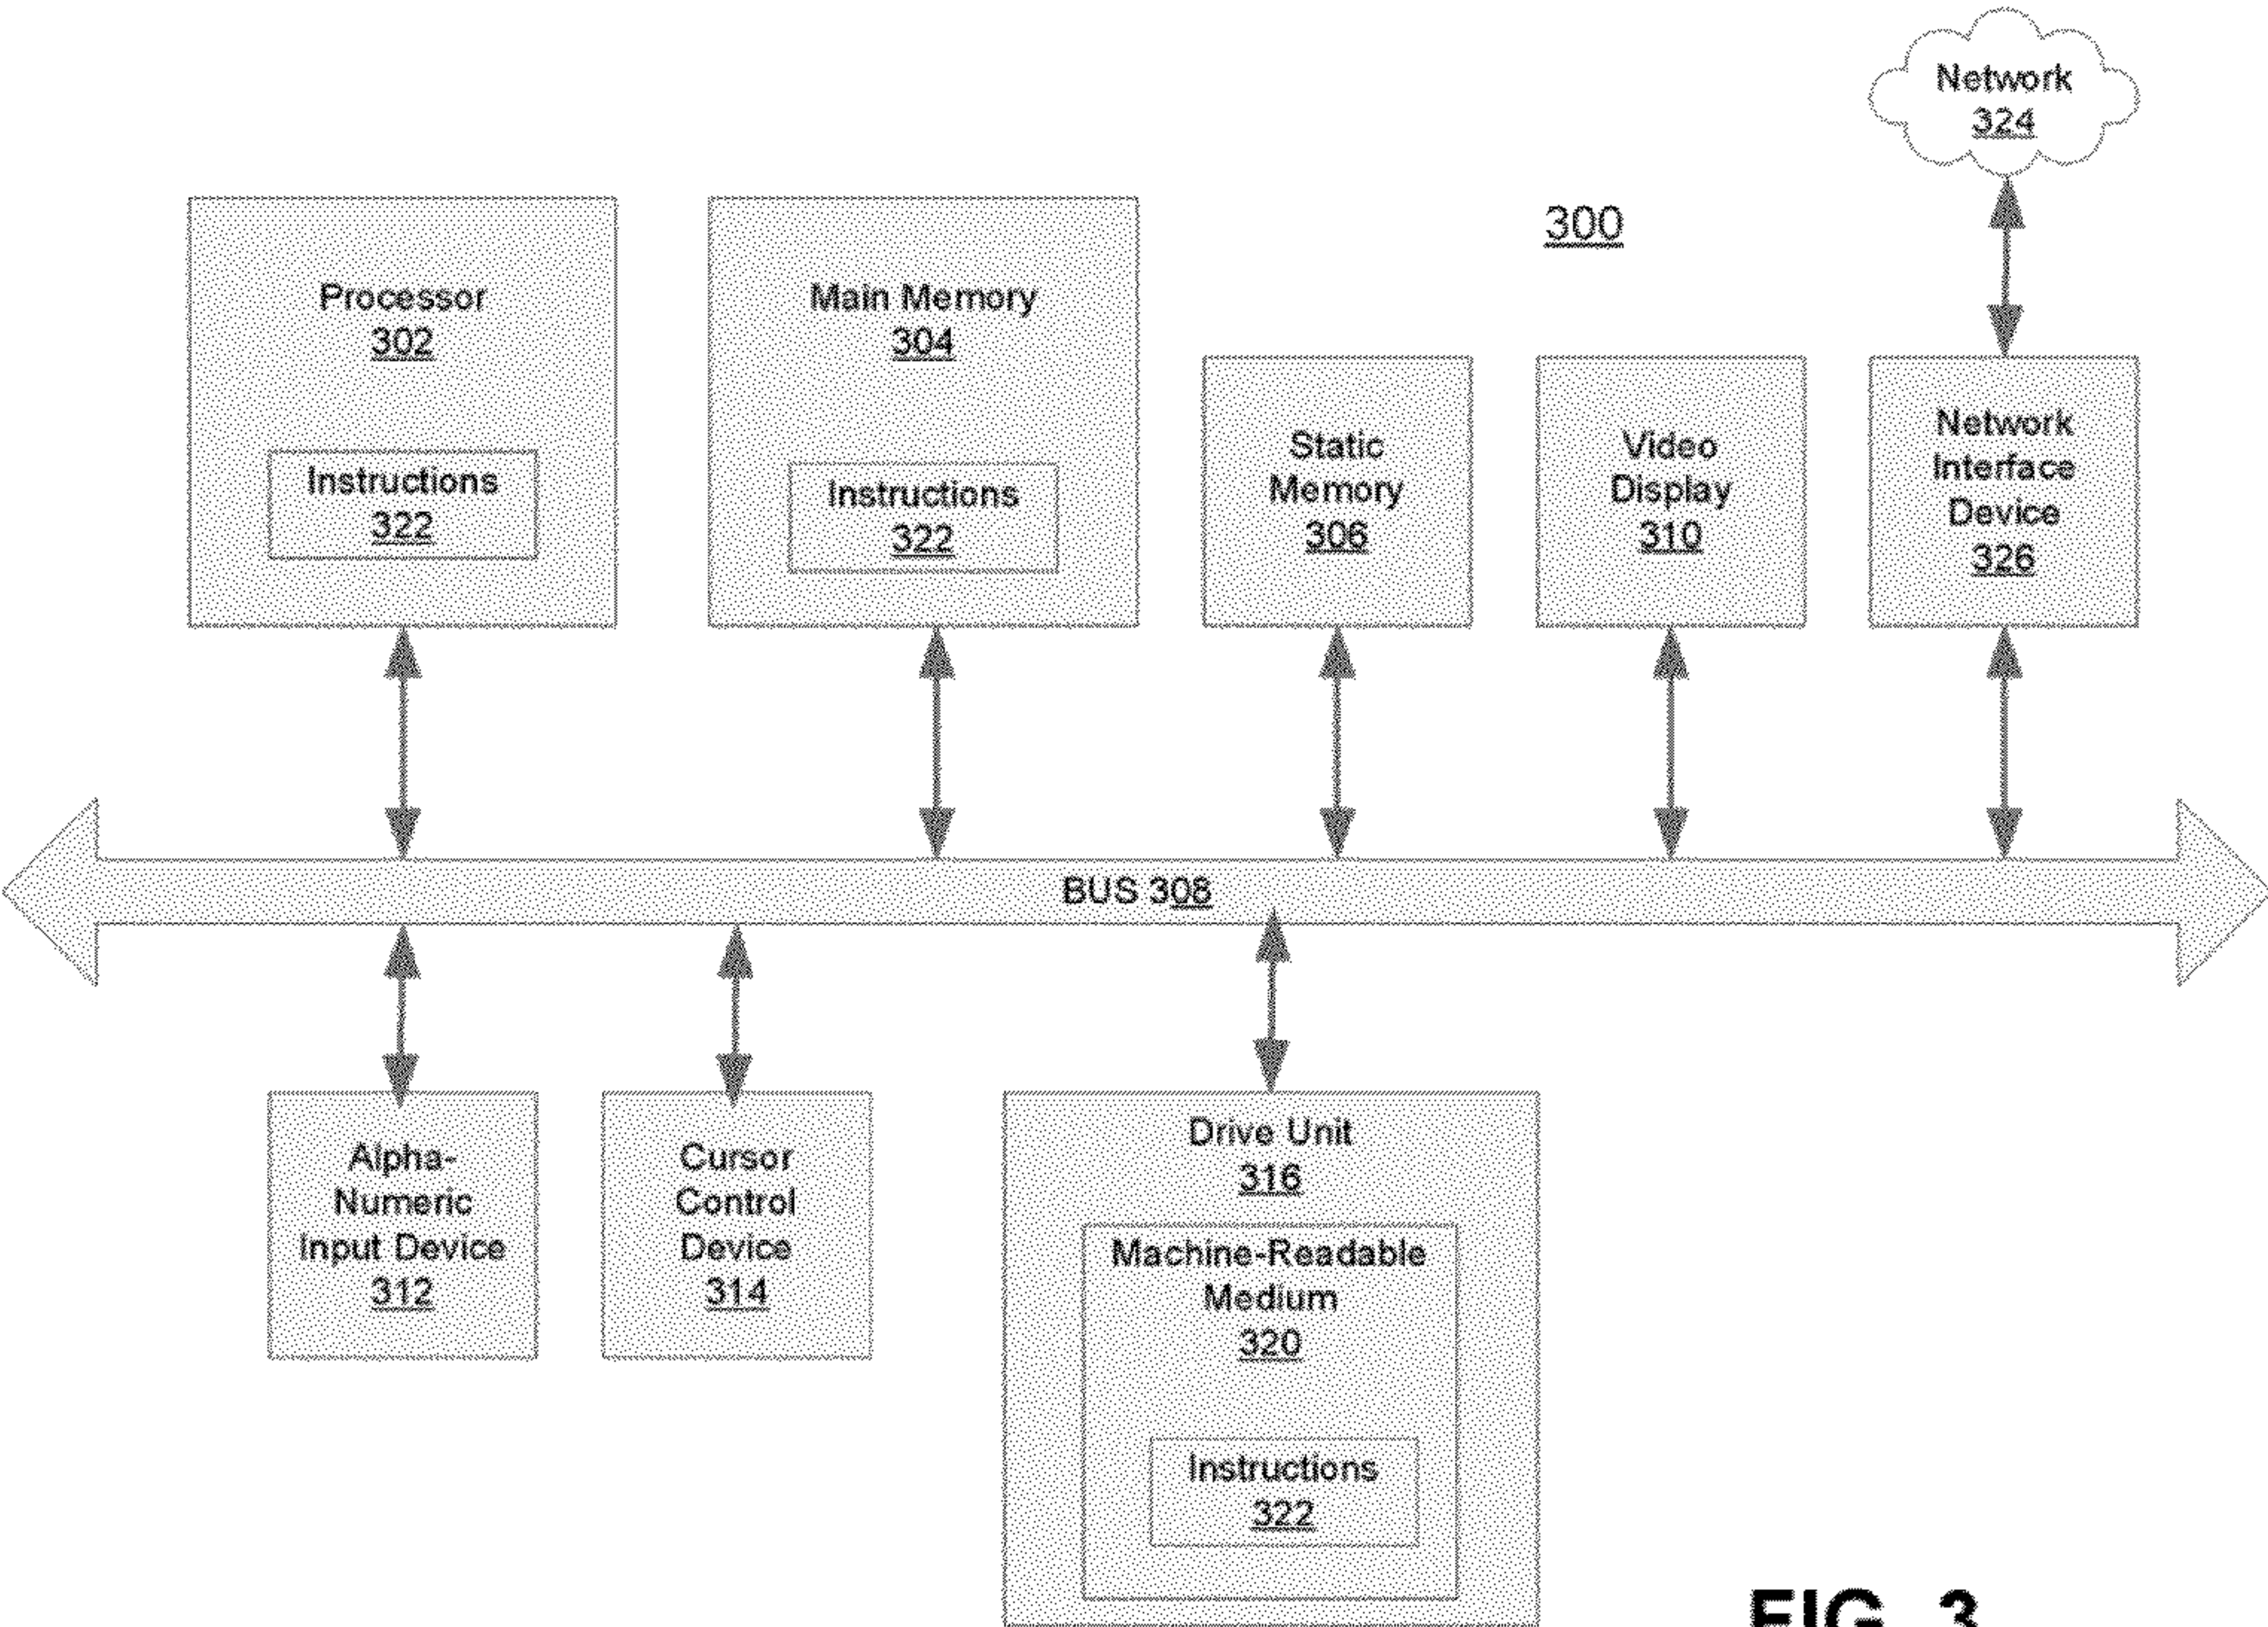 Network
324
300
Processor
302
Instructions
322
Main Memory
304
Instructions
322
Static
Memory
306
Video
Display
310
Network
Interface
Device
326
BUS 308
Alpha-
Numeric
Input Device
312
Cursor
Control
Device
314
Drive Unit
316
Machine-Readable
Medium
320
Instructions
322
FIG. 3